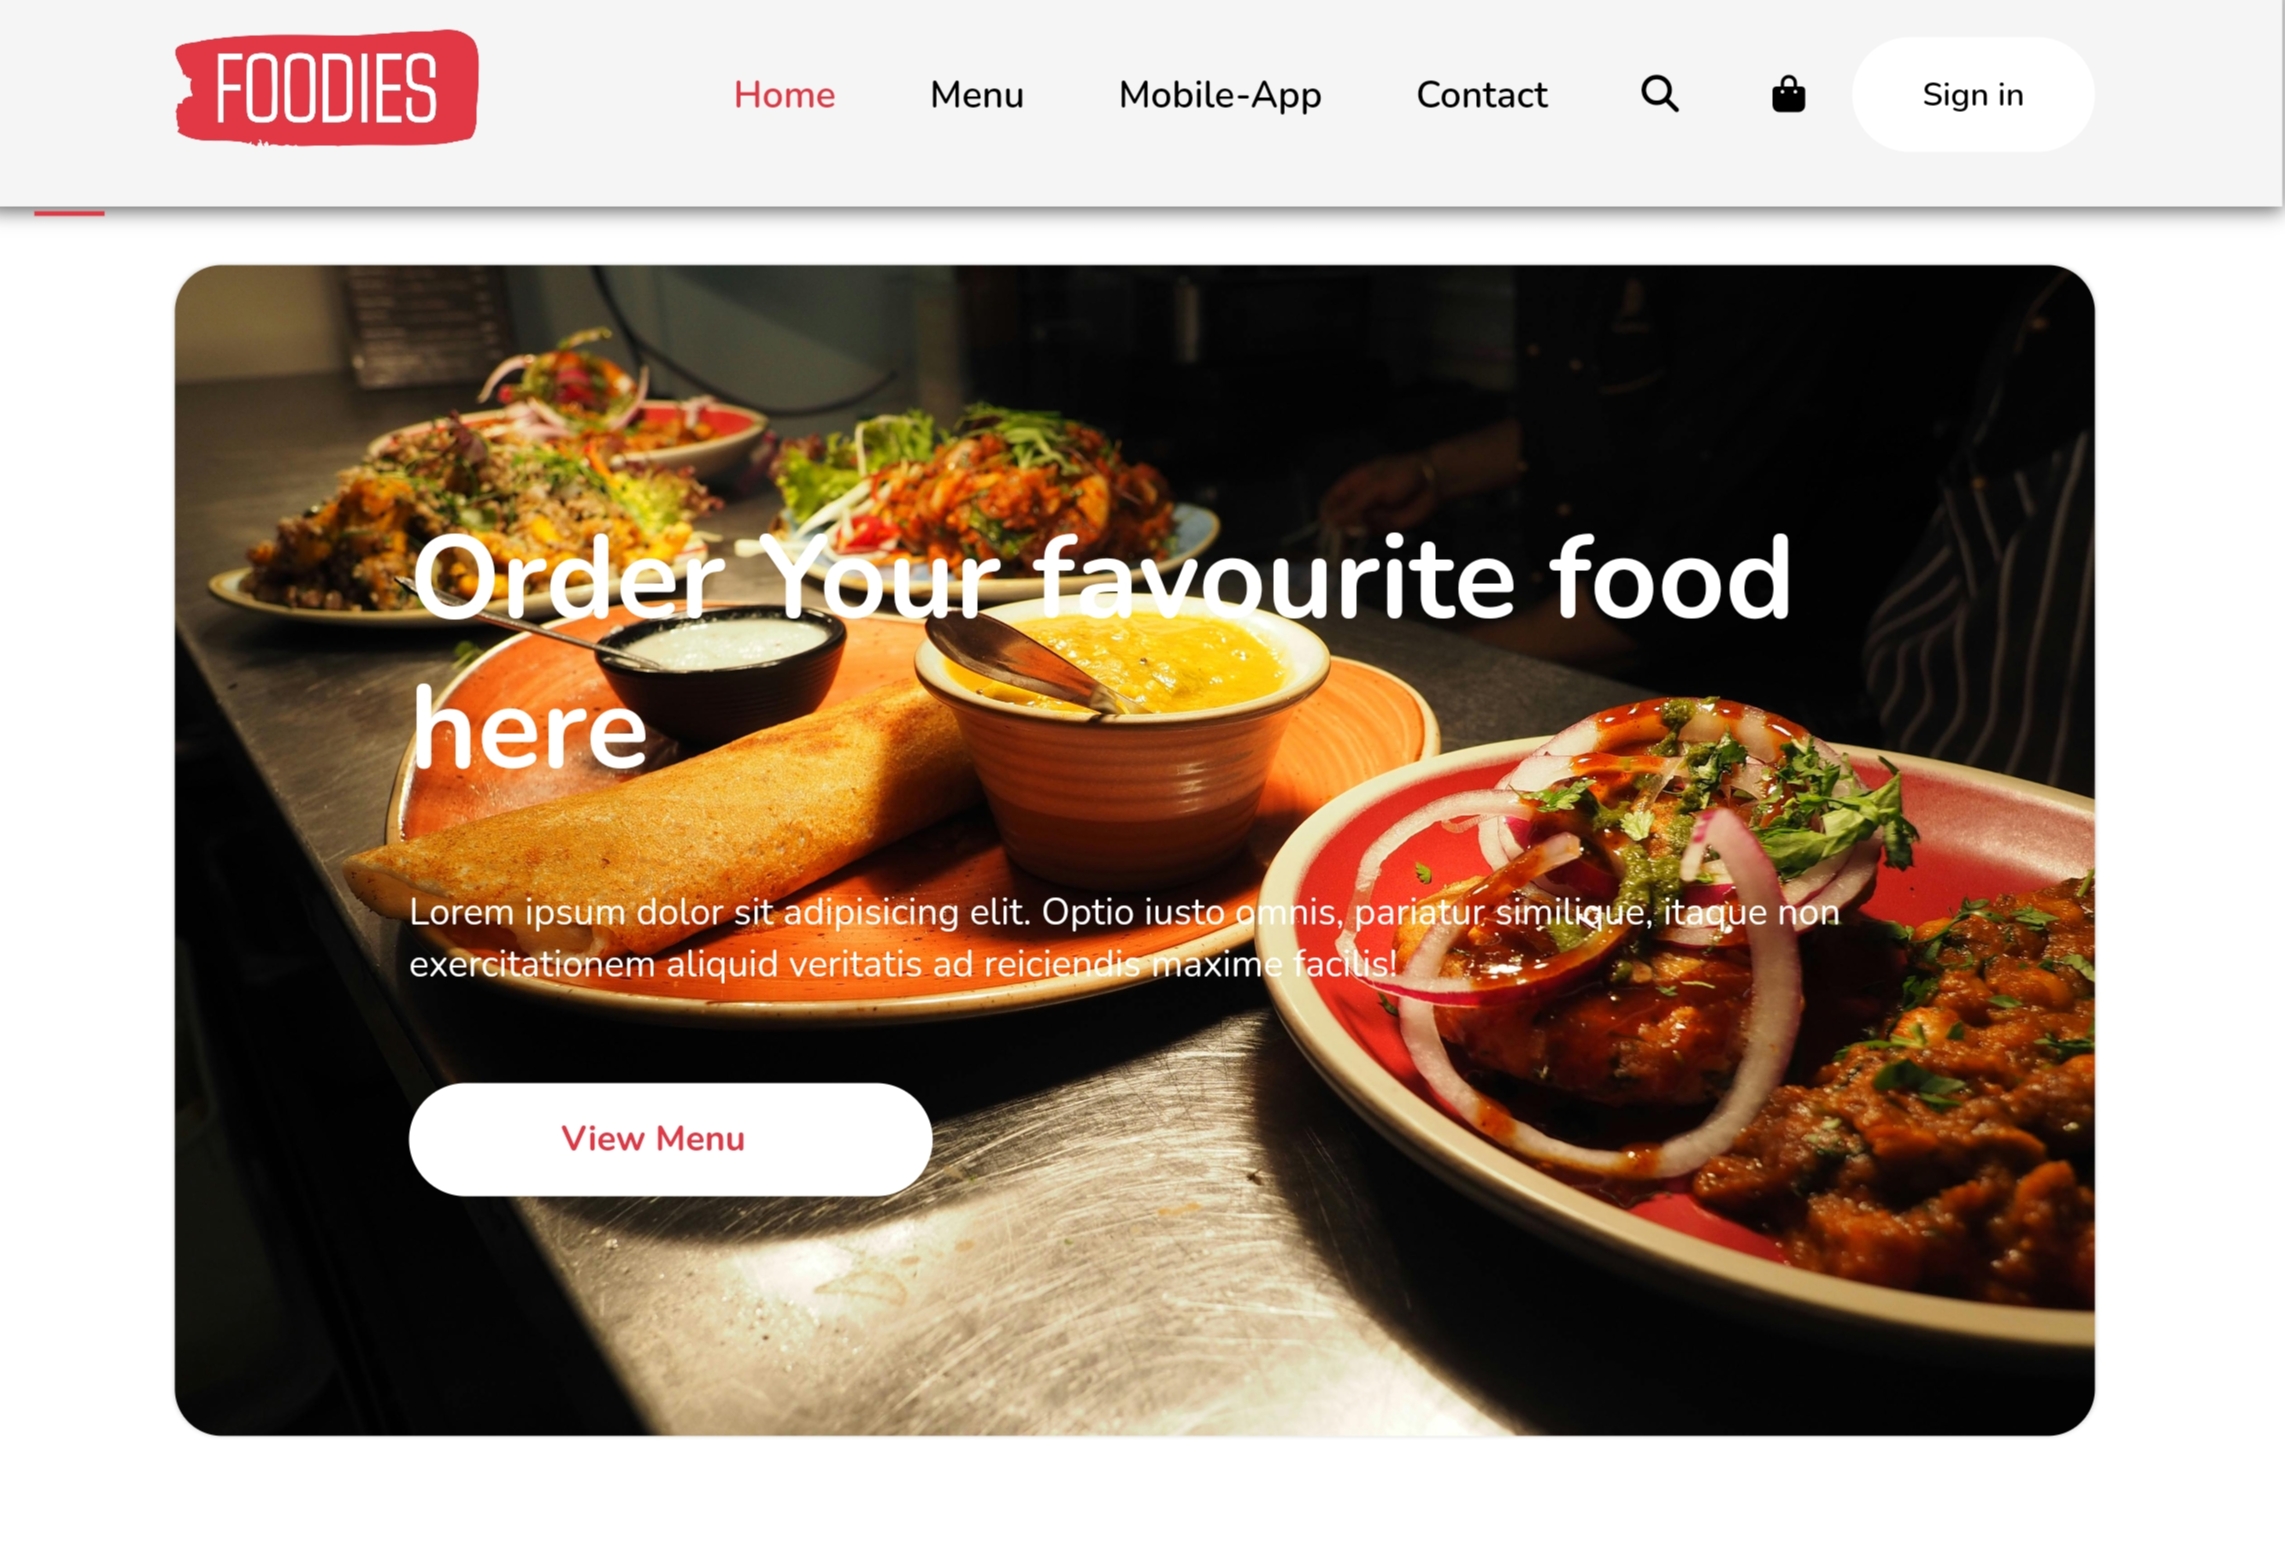 FOODIES
Home Menu Mobile-App Contact Sign in
Order Your favourite food
here
Lorem ipsum dolor sit adipisicing elit. Optio iusto omnis, pariatur similique, itaque non
exercitationem aliquid veritatis ad reiciendis maxime facilis!
View Menu